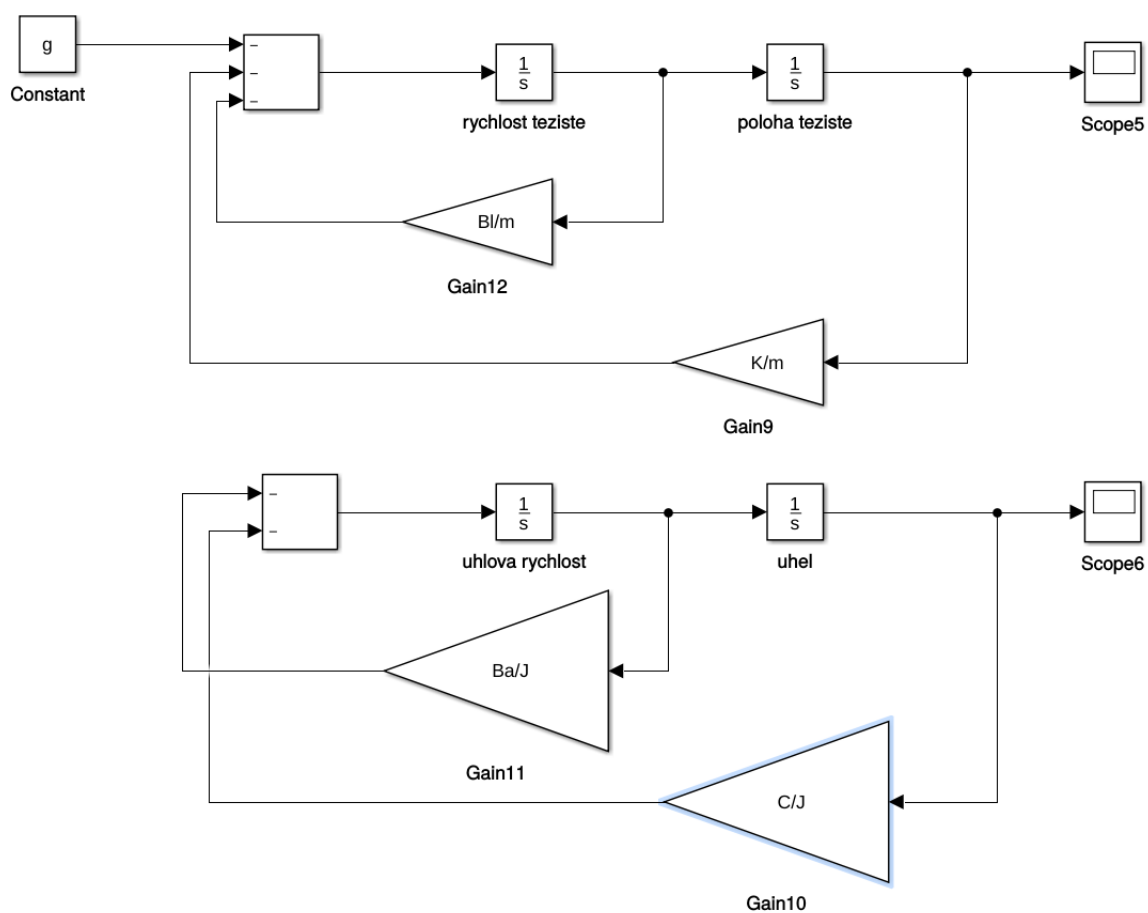 g
Constant
−
−
−
1
s
rychlost teziste
1
s
poloha teziste
Scope5
Bl/m
Gain12
K/m
Gain9
−
−
1
s
uhlova rychlost
1
s
uhel
Scope6
Ba/J
Gain11
C/J
Gain10